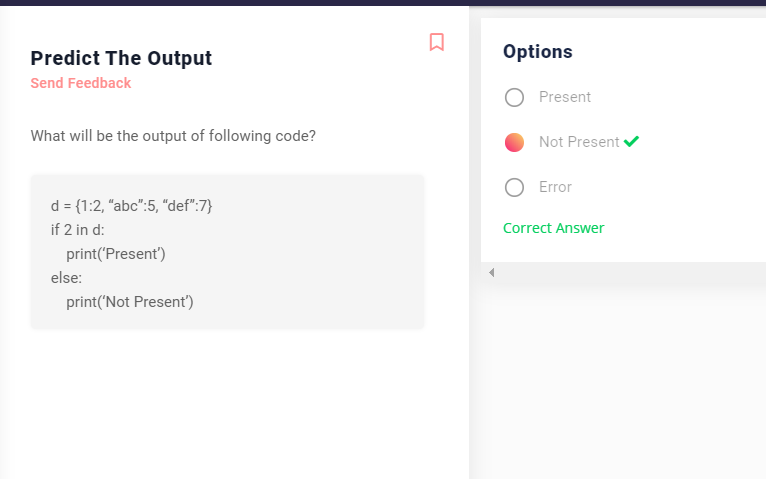 Predict The Output
Send Feedback
What will be the output of following code?
d = {1:2, “abc”:5, “def”:7}
if 2 in d:
    print(‘Present’)
else:
    print(‘Not Present’)
Options
Present
Not Present
Error
Correct Answer